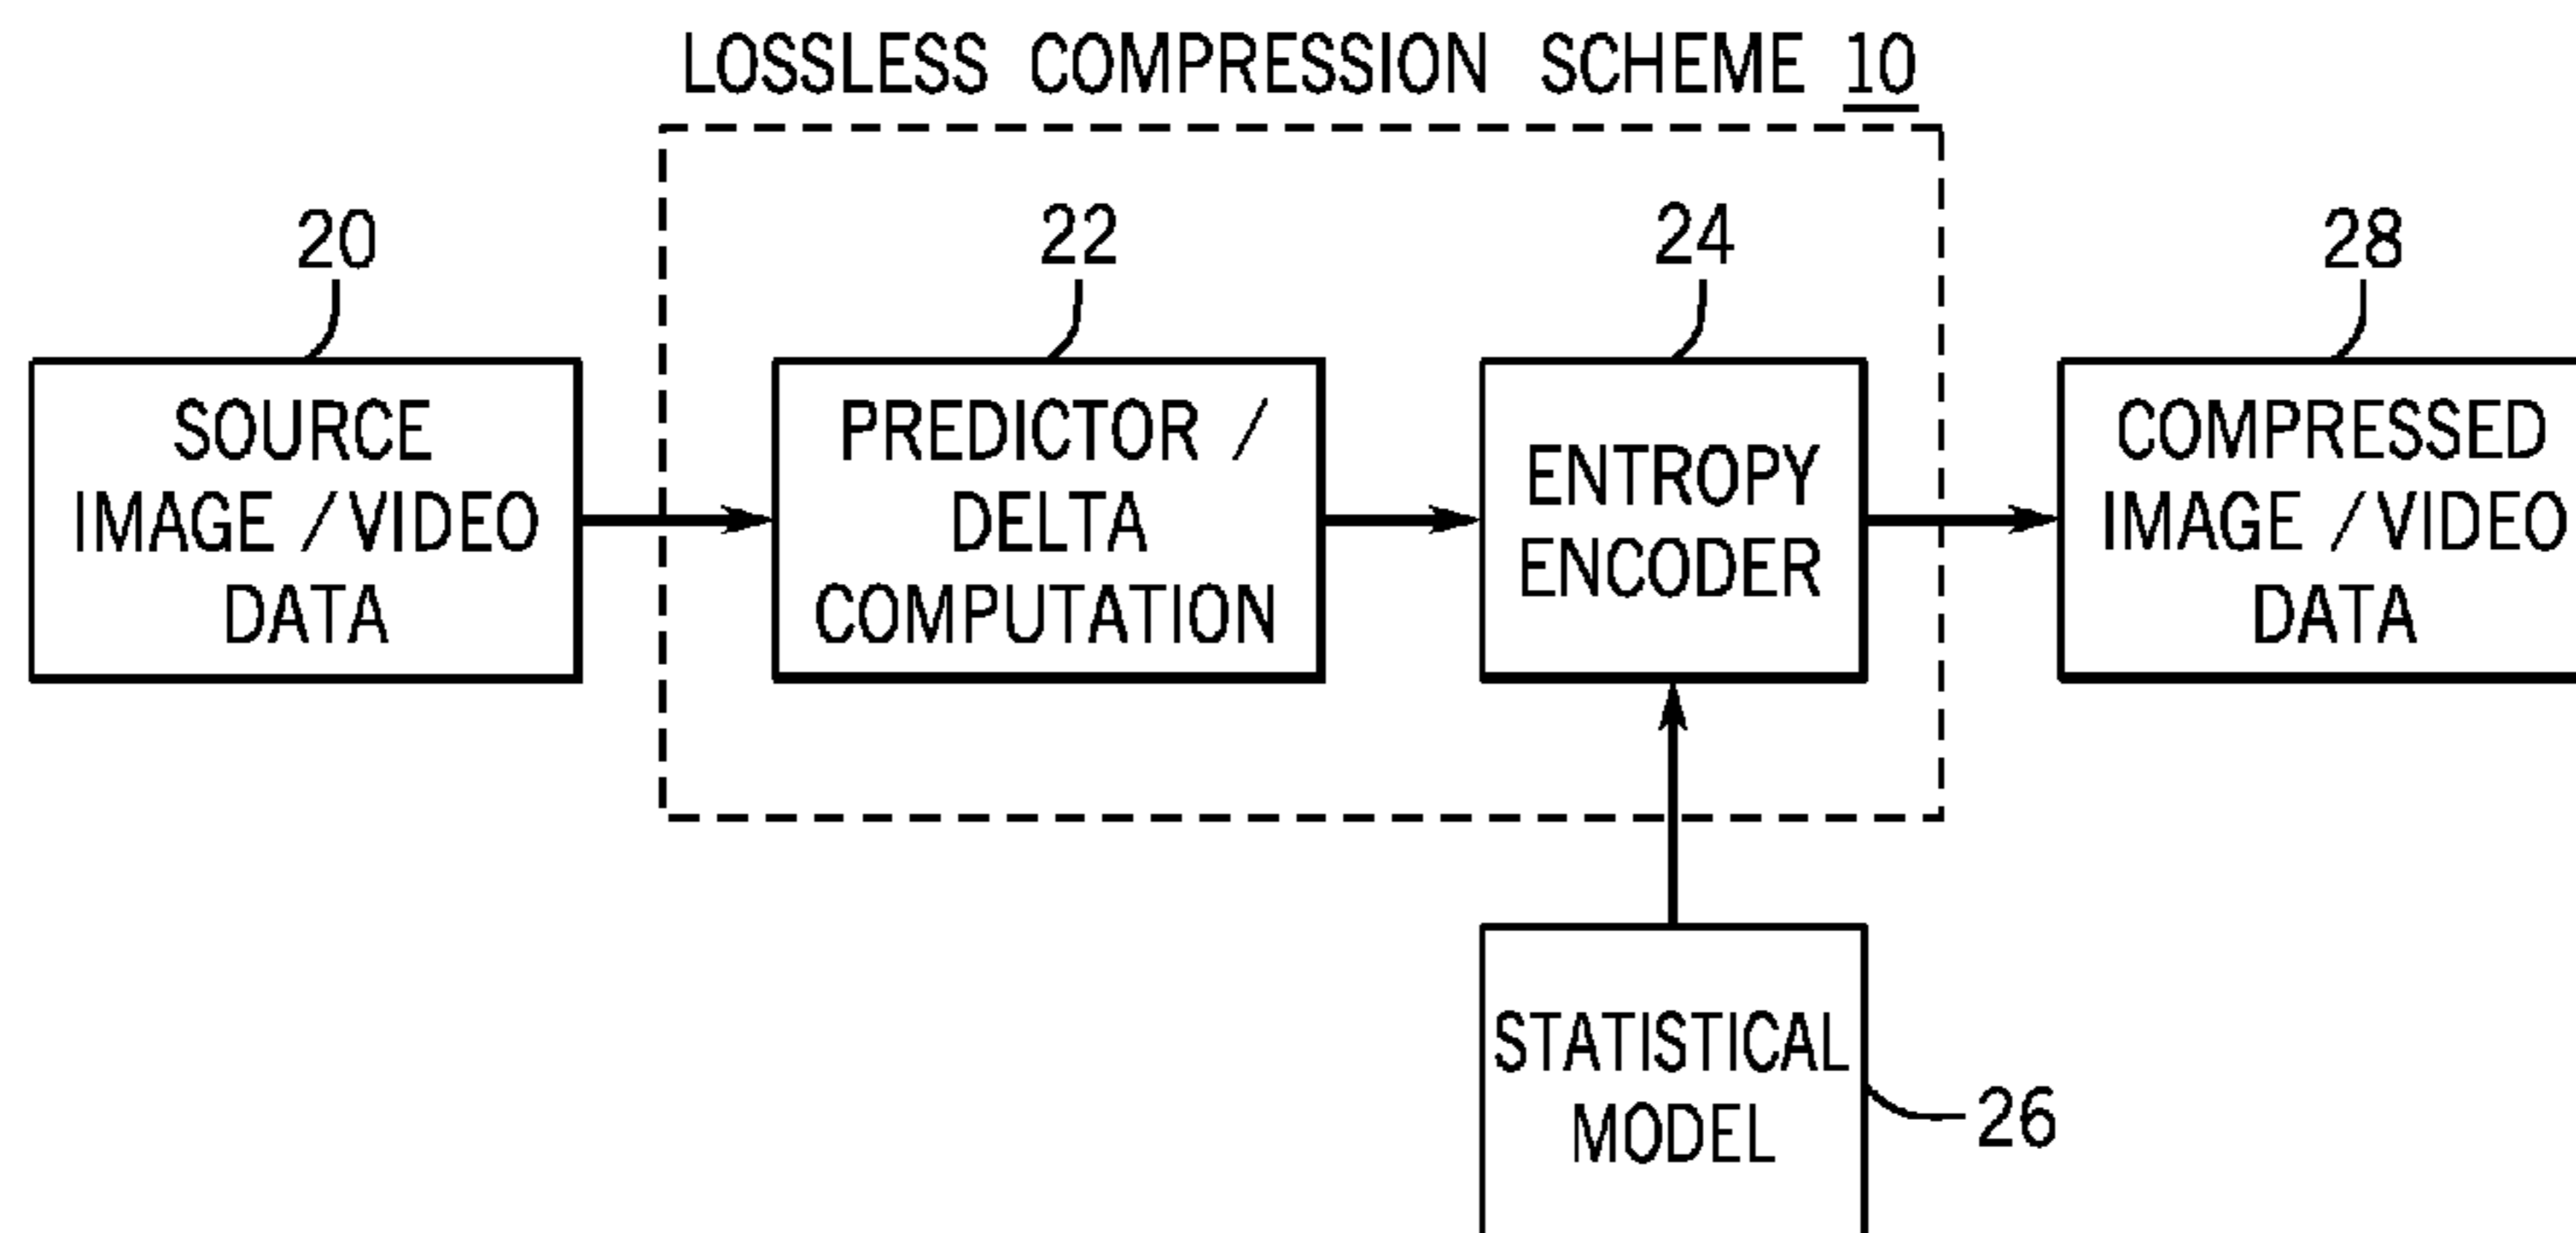 LOSSLESS COMPRESSION SCHEME 10
20
22
24
28
SOURCE
IMAGE / VIDEO
DATA
PREDICTOR /
DELTA
COMPUTATION
ENTROPY
ENCODER
COMPRESSED
IMAGE / VIDEO
DATA
STATISTICAL
MODEL
26